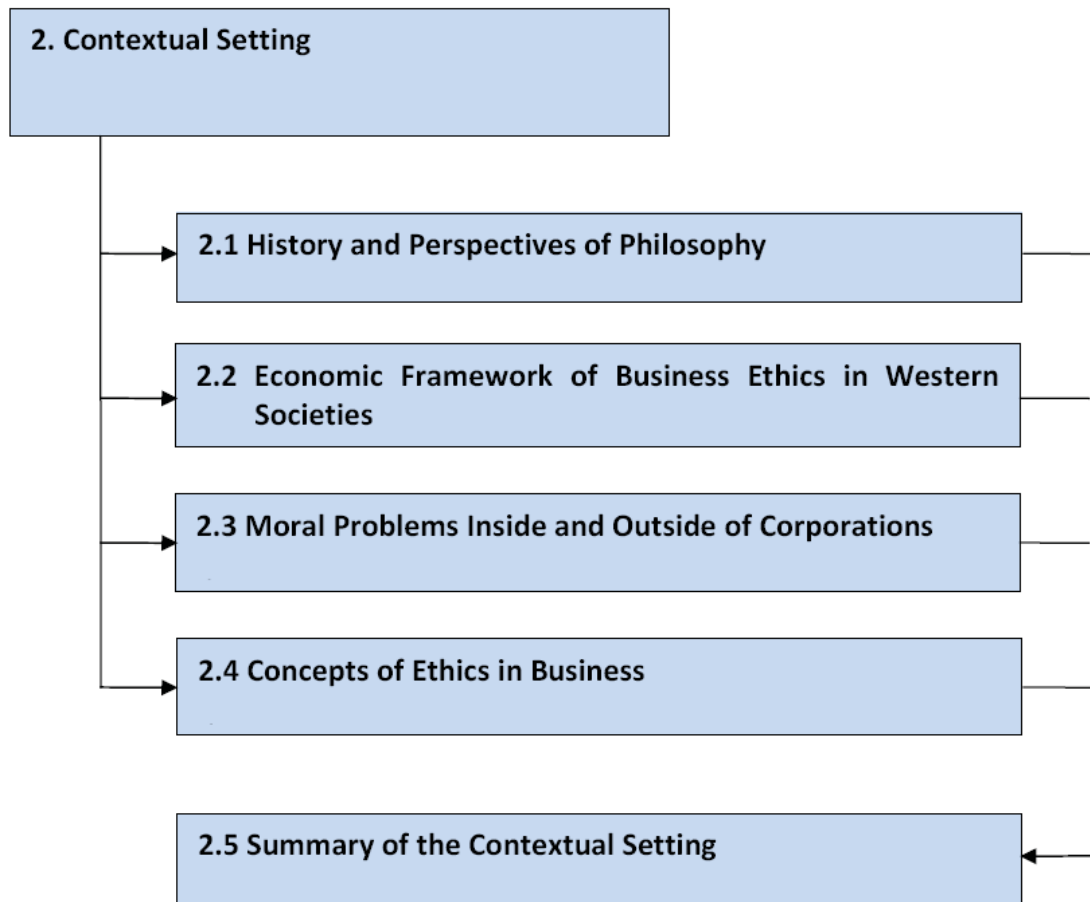 2. Contextual Setting
2.1 History and Perspectives of Philosophy
2.2 Economic Framework of Business Ethics in Western
Societies
2.3 Moral Problems Inside and Outside of Corporations
2.4 Concepts of Ethics in Business
2.5 Summary of the Contextual Setting